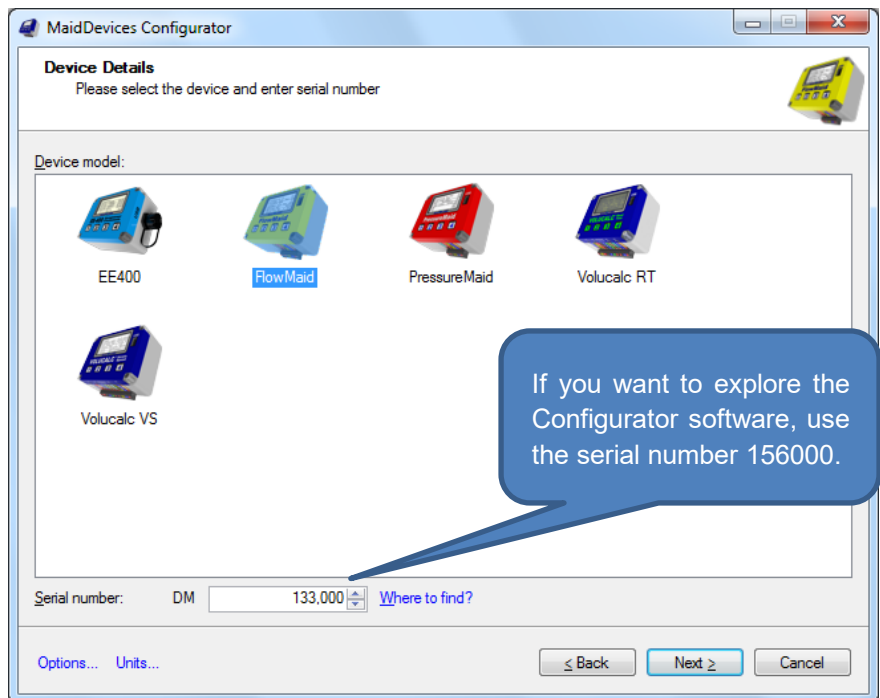 MaidDevices Configurator
Device Details
Please select the device and enter serial number
Device model:
EE400
FlowMaid
PressureMaid
Volucalc RT
Volucalc VS
If you want to explore the
Configurator software, use
the serial number 156000.
Serial number:
DM
133,000
Where to find?
Options...
Units...
< Back
Next >
Cancel